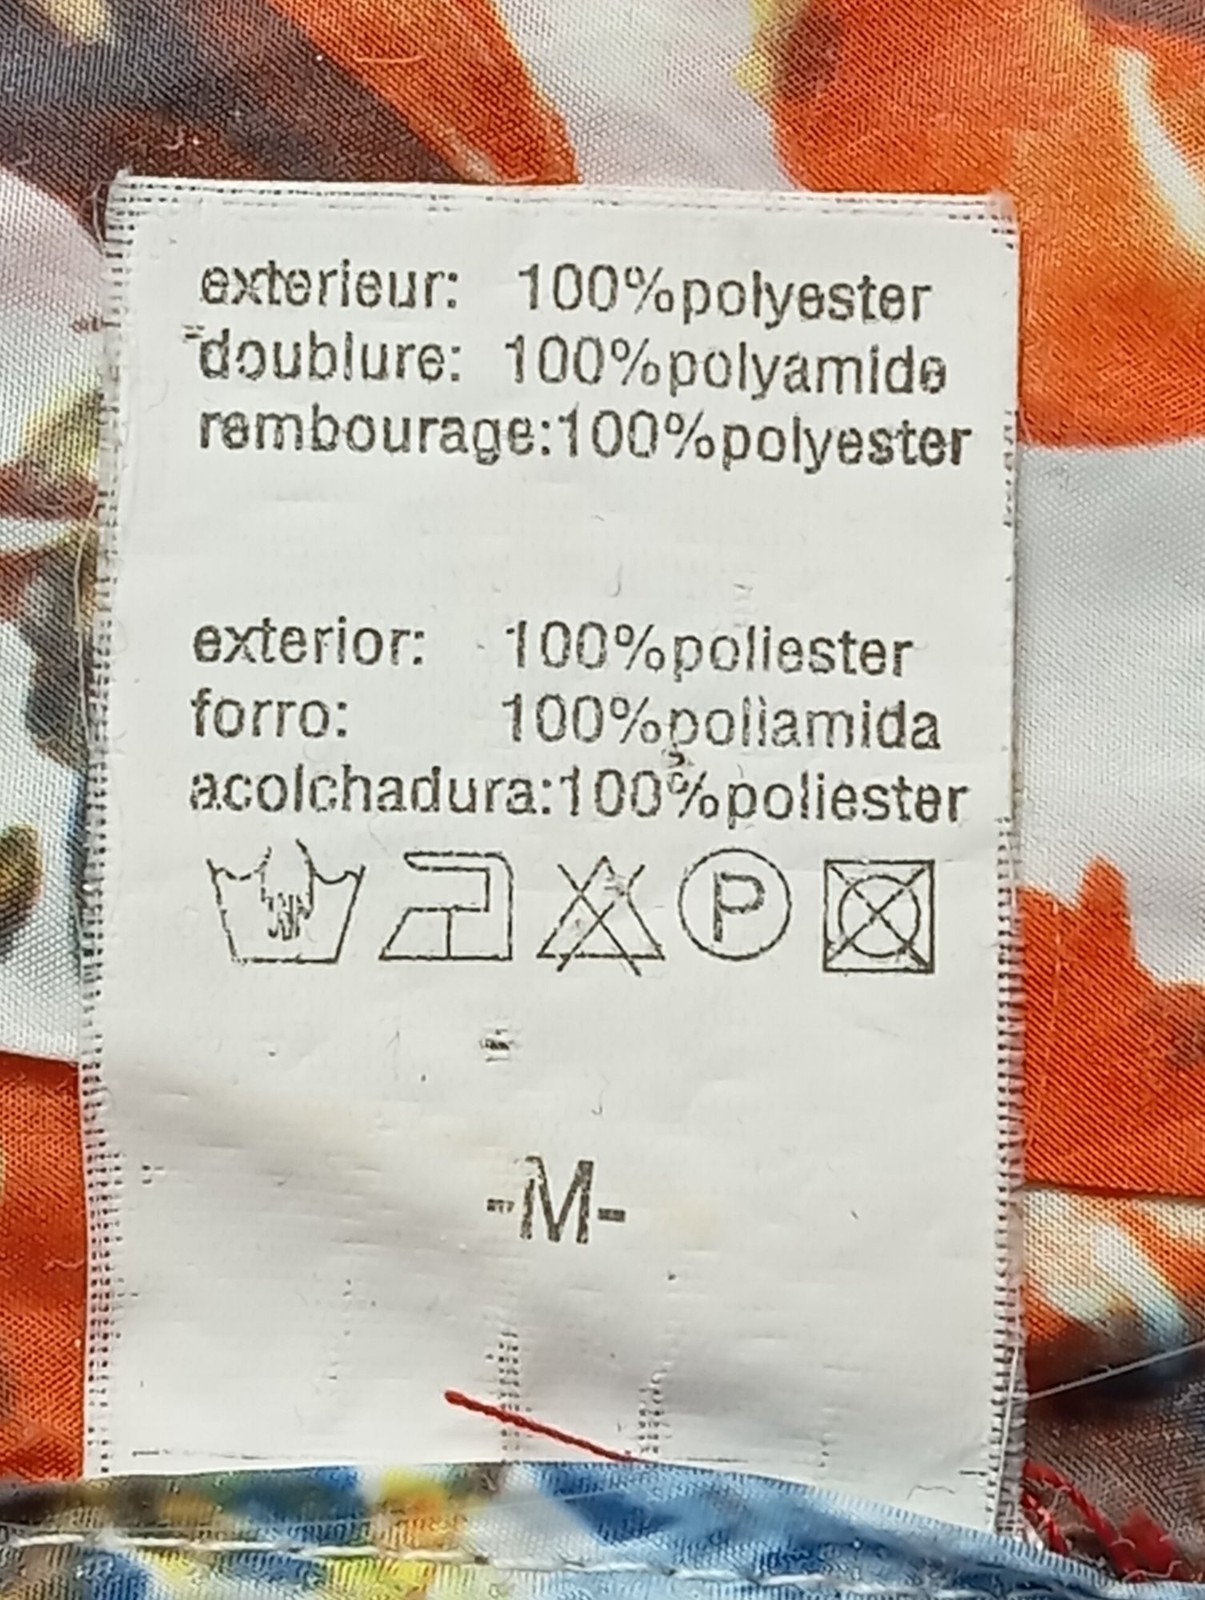 exterieur: 100%polyester
doublure: 100%polyamide
rembourage:100%polyester
exterior: 100%poliester
forro: 100%poliamida
acolchadura:100%poliester
P
-M-